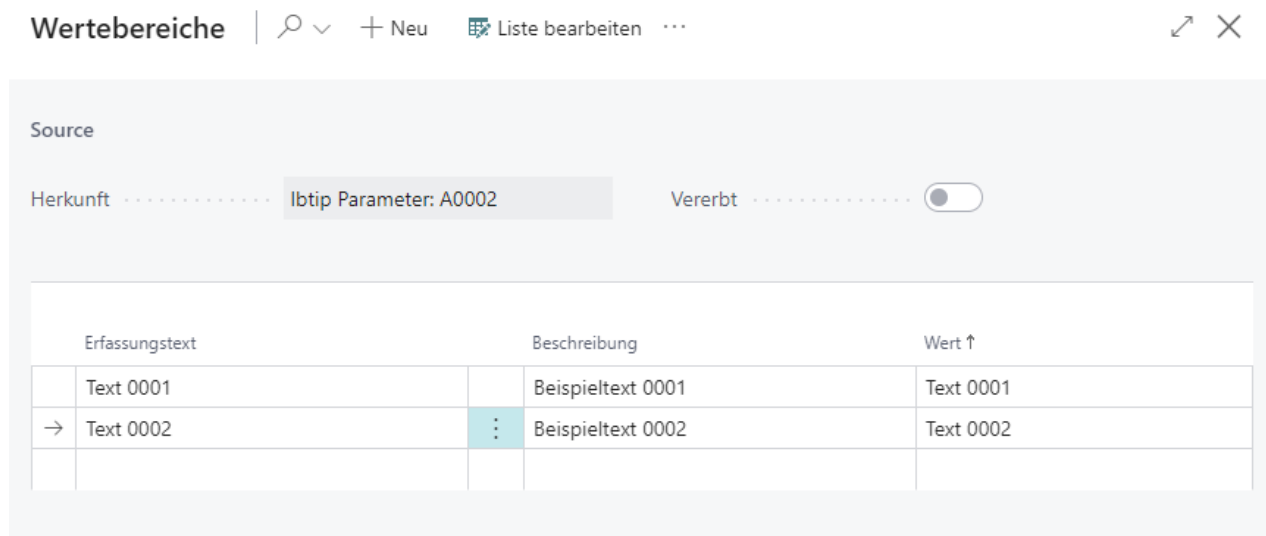 Wertebereiche Neu Liste bearbeiten
Source
Herkunft Ibtip Parameter: A0002 Vererbt
Erfassungstext Beschreibung Wert ↑
Text 0001 Beispieltext 0001 Text 0001
→ Text 0002 Beispieltext 0002 Text 0002